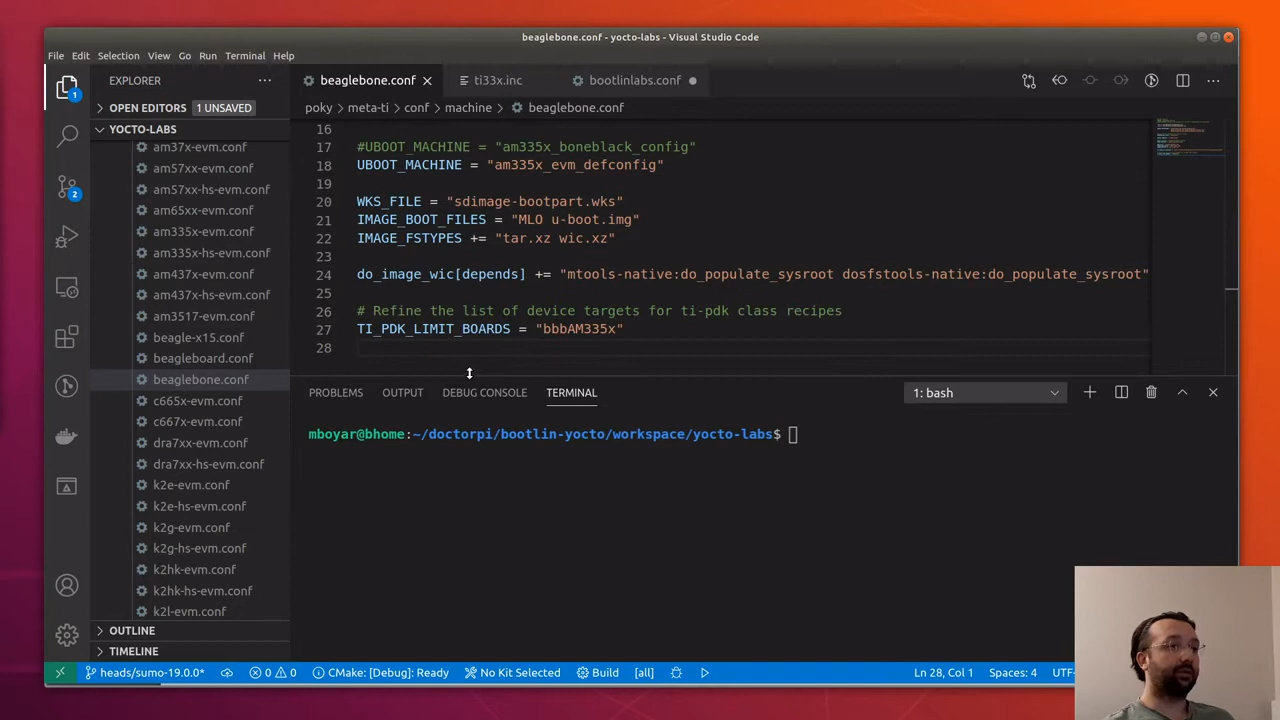 beaglebone.conf - yocto-labs - Visual Studio Code
File Edit Selection View Go Run Terminal Help
EXPLORER
beaglebone.conf
ti33x.inc
bootlinlabs.conf
OPEN EDITORS 1 UNSAVED
poky > meta-ti > conf > machine > beaglebone.conf
YOCTO-LABS
am37x-evm.conf
am57xx-evm.conf
am57xx-hs-evm.conf
am65xx-evm.conf
am335x-evm.conf
am335x-hs-evm.conf
am437x-evm.conf
am437x-hs-evm.conf
am3517-evm.conf
beagle-x15.conf
beagleboard.conf
beaglebone.conf
c665x-evm.conf
c667x-evm.conf
dra7xx-evm.conf
dra7xx-hs-evm.conf
k2e-evm.conf
k2e-hs-evm.conf
k2g-evm.conf
k2g-hs-evm.conf
k2hk-evm.conf
k2hk-hs-evm.conf
k2l-evm.conf
OUTLINE
TIMELINE
1
2
16
17 #UBOOT_MACHINE = "am335x_boneblack_config"
18 UBOOT_MACHINE = "am335x_evm_defconfig"
19
20 WKS_FILE = "sdimage-bootpart.wks"
21 IMAGE_BOOT_FILES = "MLO u-boot.img"
22 IMAGE_FSTYPES += "tar.xz wic.xz"
24 do_image_wic[depends] += "mtools-native:do_populate_sysroot dosfstools-native:do_populate_sysroot"
25
26 # Refine the list of device targets for ti-pdk class recipes
27 TI_PDK_LIMIT_BOARDS = "bbbAM335x"
28
PROBLEMS OUTPUT DEBUG CONSOLE TERMINAL
1: bash
mboyar@bhome:~/doctorpi/bootlin-yocto/workspace/yocto-labs$
heads/sumo-19.0.0* 0 0 CMake: [Debug]: Ready No Kit Selected Build [all] Ln 28, Col 1 Spaces: 4 UTF-